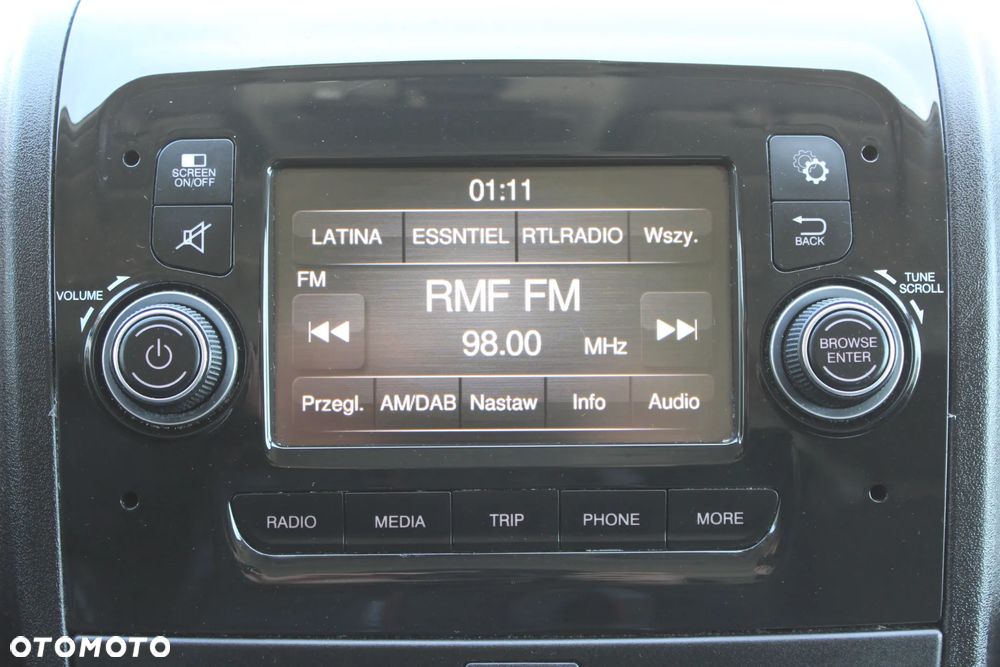 SCREEN
ON/OFF
01:11
LATINA ESSNTIEL RTLRADIO Wszy.
BACK
FM
VOLUME
TUNE
SCROLL
RMF FM
98.00 MHz
BROWSE
ENTER
Przegl. AM/DAB Nastaw Info Audio
RADIO MEDIA TRIP PHONE MORE
OTOMOTO